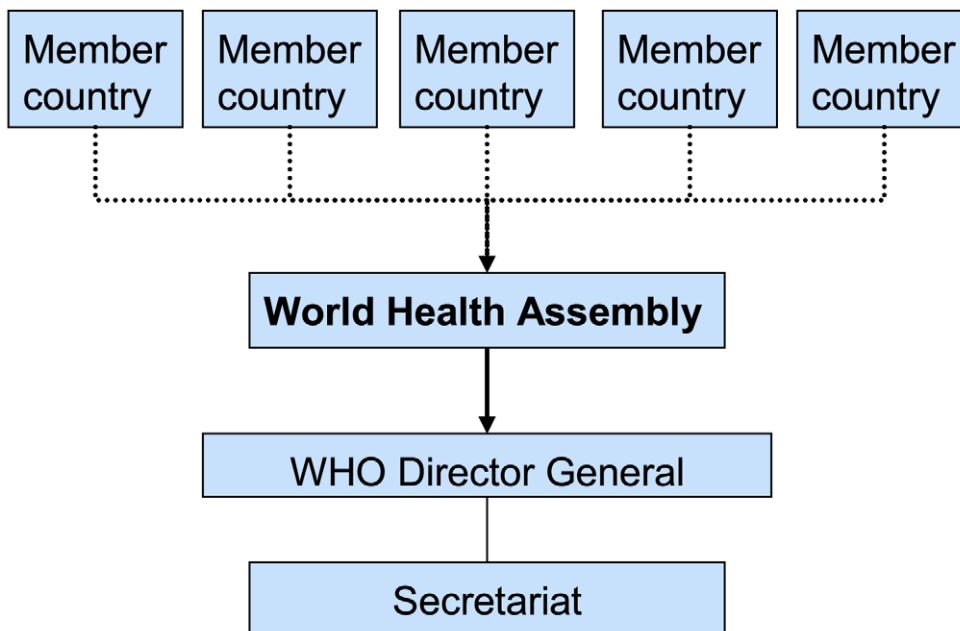 Member
country
Member
country
Member
country
Member
country
Member
country
World Health Assembly
WHO Director General
Secretariat